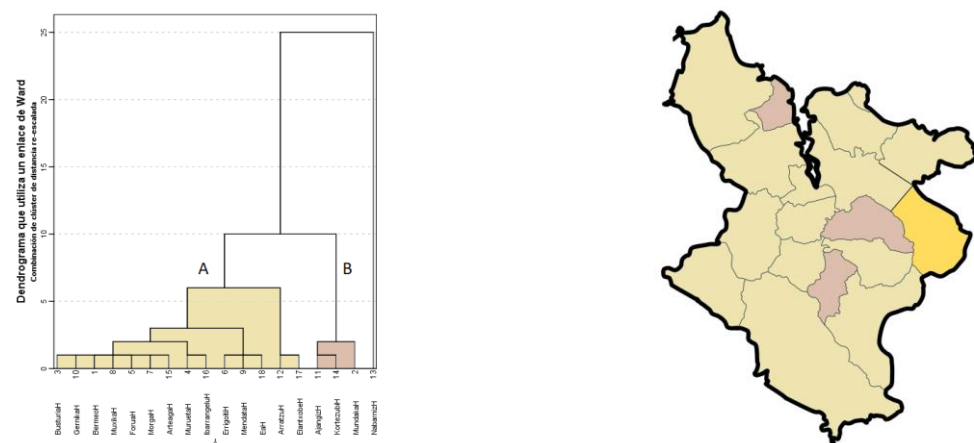 Dendrograma que utiliza un enlace de Ward
Combinación de clúster de distancia re-escalada
25
20
15
10
5
0
A
B
3
10
1
8
5
7
15
4
16
6
9
18
12
17
11
14
2
13
BusturiaH
GernikaH
BermeoH
MuxikaH
ForuaH
MorgaH
ArteagaH
MuruetaH
IbarrangeluH
ErrigoitiH
MendataH
EaH
ArratzuH
ElantxobeH
AjangizH
KortezubiH
MundakaH
NabarnizH